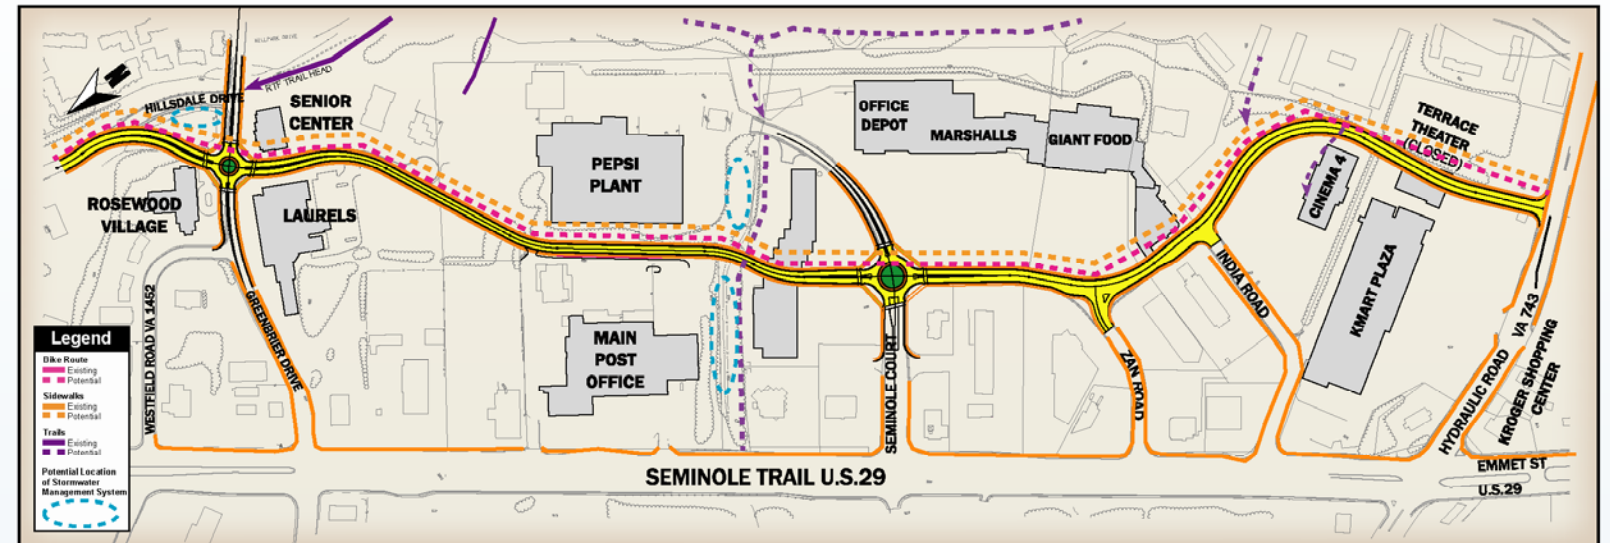 N
HILLSDALE DRIVE
RTF TRAIL HEAD
SENIOR
CENTER
ROSEWOOD
VILLAGE
LAURELS
PEPSI
PLANT
OFFICE
DEPOT
MARSHALLS
GIANT FOOD
TERRACE
THEATER
(CLOSED)
CINEMA 4
KMART PLAZA
WESTFIELD ROAD VA 1452
GREENBRIER DRIVE
MAIN
POST
OFFICE
SEMINOLE COURT
ZAN ROAD
INDIA ROAD
HYDRAULIC ROAD
VA 743
KROGER SHOPPING
CENTER
SEMINOLE TRAIL U.S.29
EMMET ST
U.S.29
Legend
Bike Route
Existing
Potential
Sidewalks
Existing
Potential
Trails
Existing
Potential
Potential Location
of Stormwater
Management System